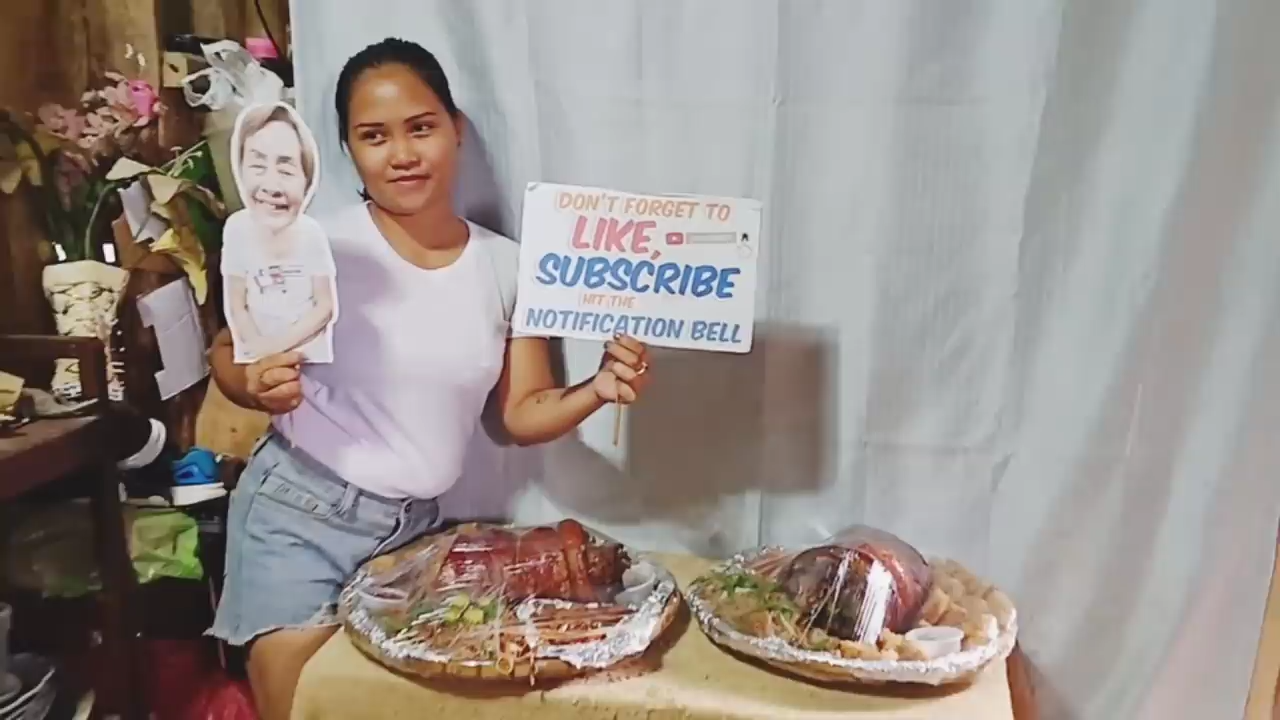 DON'T FORGET TO
LIKE,
SUBSCRIBE
HIT THE
NOTIFICATION BELL